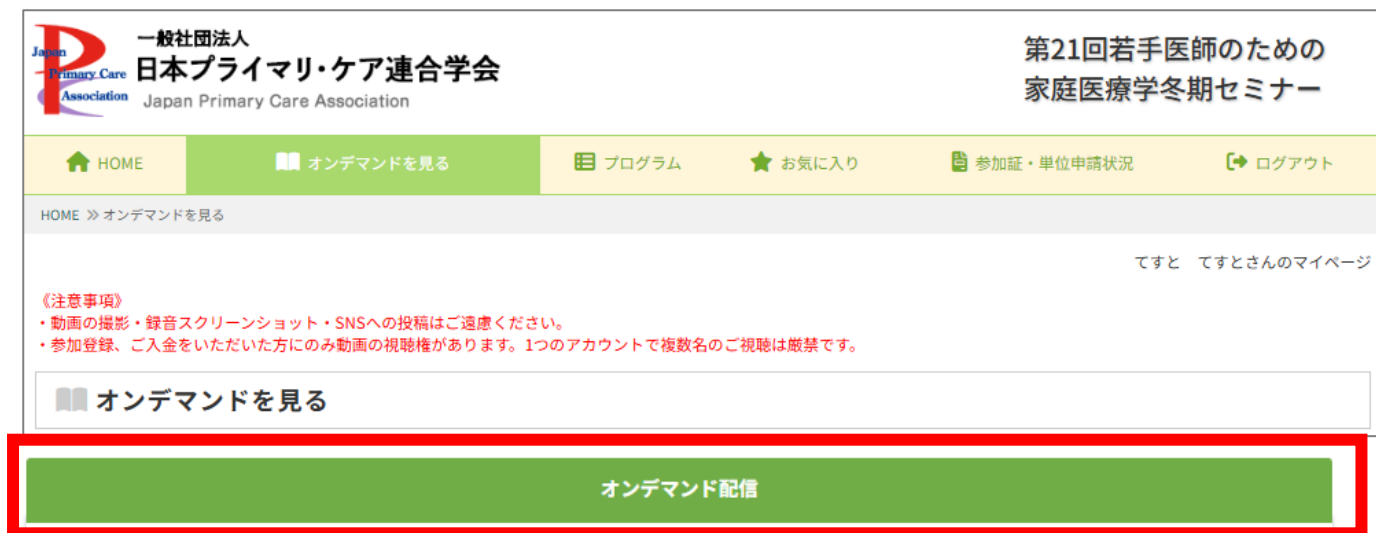 Japan
Primary Care
Association
一般社団法人
日本プライマリ・ケア連合学会
Japan Primary Care Association
第21回若手医師のための
家庭医療学冬期セミナー
HOME
オンデマンドを見る
プログラム
お気に入り
参加証・単位申請状況
ログアウト
HOME ≫ オンデマンドを見る
てすと　てすとさんのマイページ
《注意事項》
・動画の撮影・録音スクリーンショット・SNSへの投稿はご遠慮ください。
・参加登録、ご入金をいただいた方にのみ動画の視聴権があります。1つのアカウントで複数名のご視聴は厳禁です。
オンデマンドを見る
オンデマンド配信